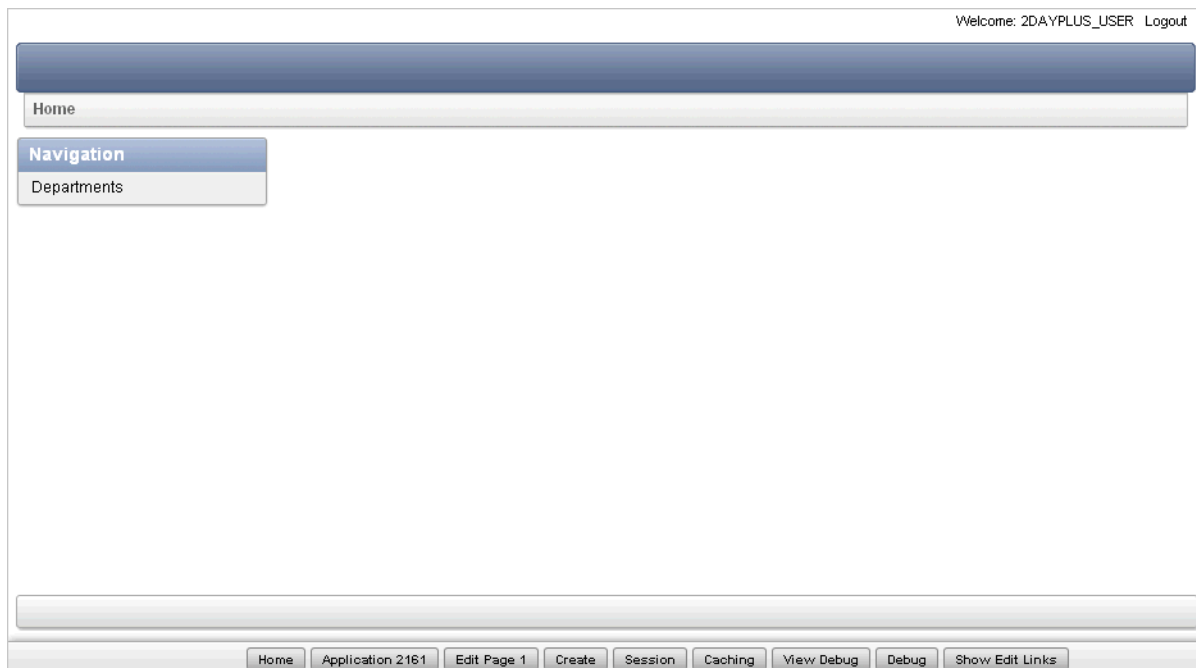 Welcome: 2DAYPLUS_USER Logout
Home
Navigation
Departments
Home Application 2161 Edit Page 1 Create Session Caching View Debug Debug Show Edit Links